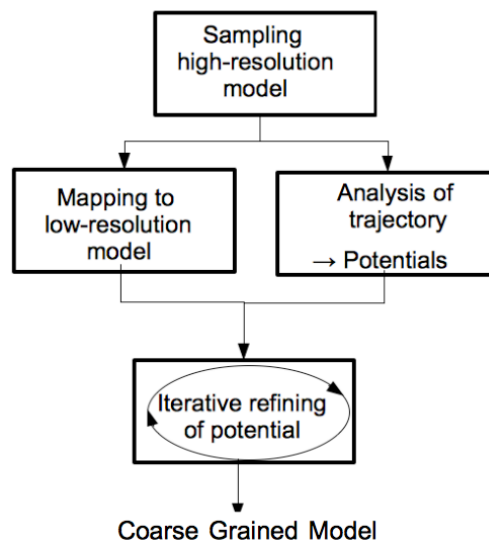 Sampling
high-resolution
model
Mapping to
low-resolution
model
Analysis of
trajectory
→ Potentials
Iterative refining
of potential
Coarse Grained Model